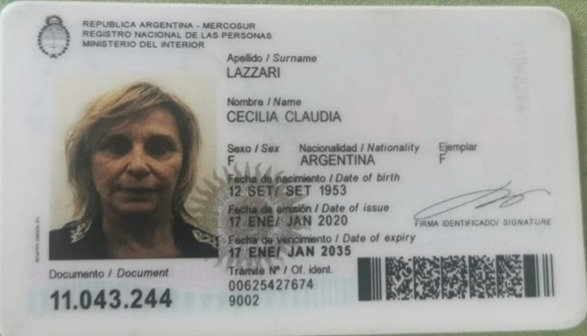 REPUBLICA ARGENTINA - MERCOSUR
REGISTRO NACIONAL DE LAS PERSONAS
MINISTERIO DEL INTERIOR
Apellido / Surname
LAZZARI
Nombre / Name
CECILIA CLAUDIA
Sexo / Sex Nacionalidad / Nationality Ejemplar
F ARGENTINA F
Fecha de nacimiento / Date of birth
12 SET/ SET 1953
Fecha de emisión / Date of issue
17 ENE/ JAN 2020
FIRMA IDENTIFICADO/ SIGNATURE
Fecha de vencimiento / Date of expiry
17 ENE/ JAN 2035
Documento / Document
11.043.244
Trámite Nº / Of. ident.
00625427674
9002